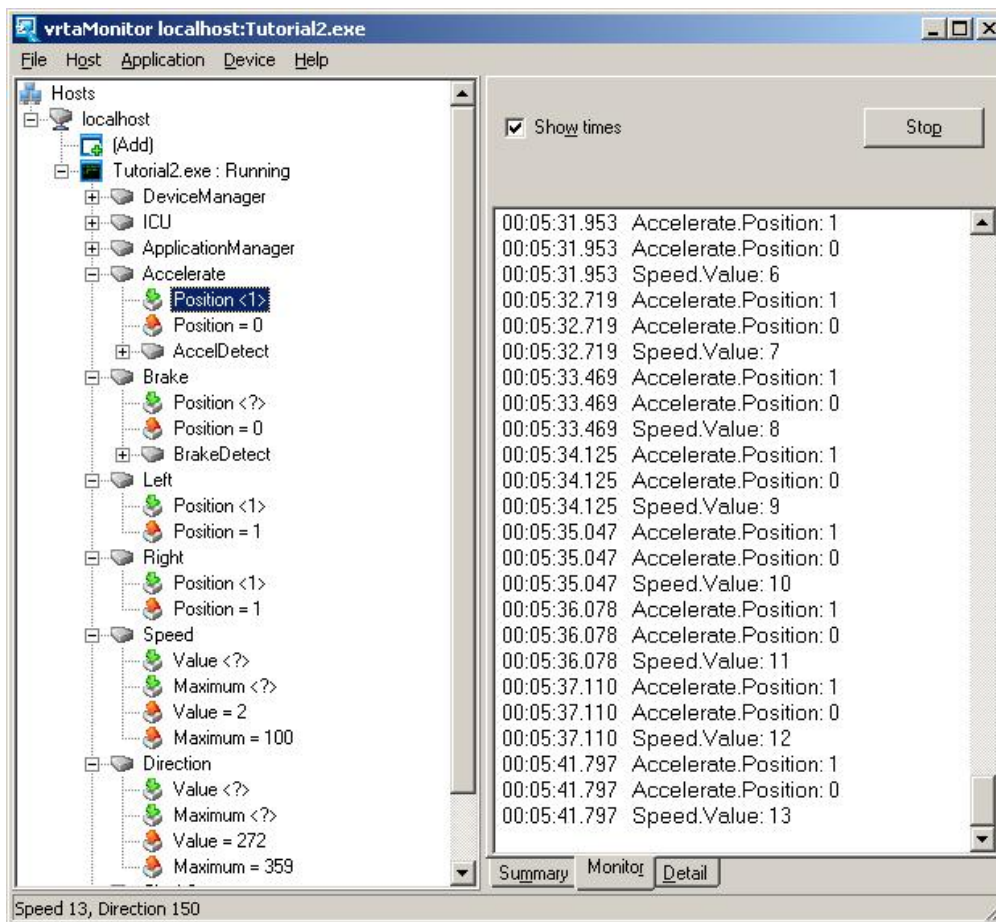 vrtaMonitor localhost:Tutorial2.exe
File Host Application Device Help
Hosts
localhost
(Add)
Tutorial2.exe : Running
DeviceManager
ICU
ApplicationManager
Accelerate
Position <1>
Position = 0
AccelDetect
Brake
Position <?>
Position = 0
BrakeDetect
Left
Position <1>
Position = 1
Right
Position <1>
Position = 1
Speed
Value <?>
Maximum <?>
Value = 2
Maximum = 100
Direction
Value <?>
Maximum <?>
Value = 272
Maximum = 359
Show times
Stop
00:05:31.953 Accelerate.Position: 1
00:05:31.953 Accelerate.Position: 0
00:05:31.953 Speed.Value: 6
00:05:32.719 Accelerate.Position: 1
00:05:32.719 Accelerate.Position: 0
00:05:32.719 Speed.Value: 7
00:05:33.469 Accelerate.Position: 1
00:05:33.469 Accelerate.Position: 0
00:05:33.469 Speed.Value: 8
00:05:34.125 Accelerate.Position: 1
00:05:34.125 Accelerate.Position: 0
00:05:34.125 Speed.Value: 9
00:05:35.047 Accelerate.Position: 1
00:05:35.047 Accelerate.Position: 0
00:05:35.047 Speed.Value: 10
00:05:36.078 Accelerate.Position: 1
00:05:36.078 Accelerate.Position: 0
00:05:36.078 Speed.Value: 11
00:05:37.110 Accelerate.Position: 1
00:05:37.110 Accelerate.Position: 0
00:05:37.110 Speed.Value: 12
00:05:41.797 Accelerate.Position: 1
00:05:41.797 Accelerate.Position: 0
00:05:41.797 Speed.Value: 13
Summary Monitor Detail
Speed 13, Direction 150